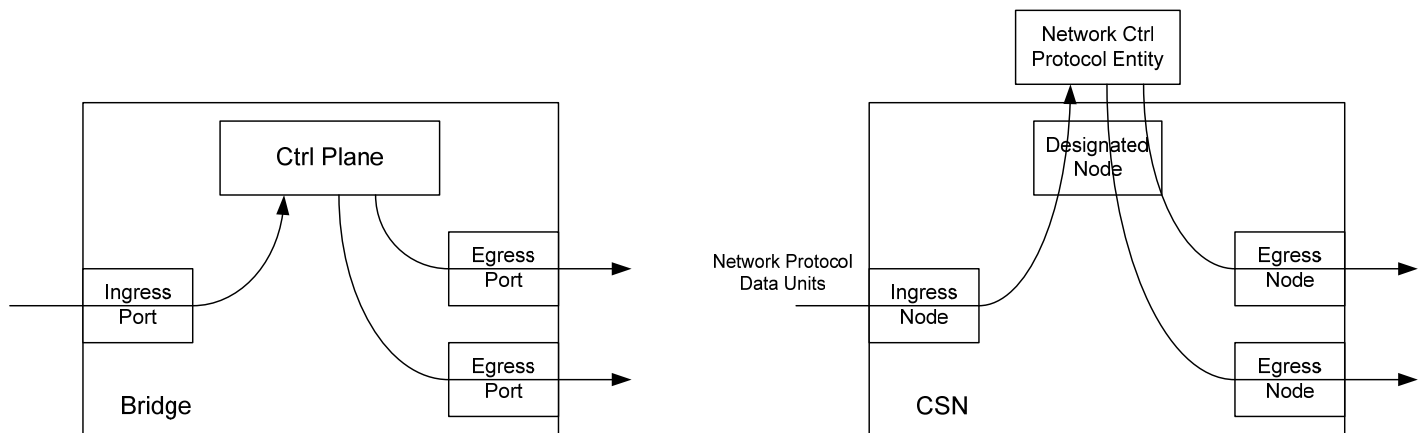 Ctrl Plane
Egress
Port
Ingress
Port
Egress
Port
Bridge
Network Ctrl
Protocol Entity
Designated
Node
Network Protocol
Data Units
Egress
Node
Ingress
Node
Egress
Node
CSN